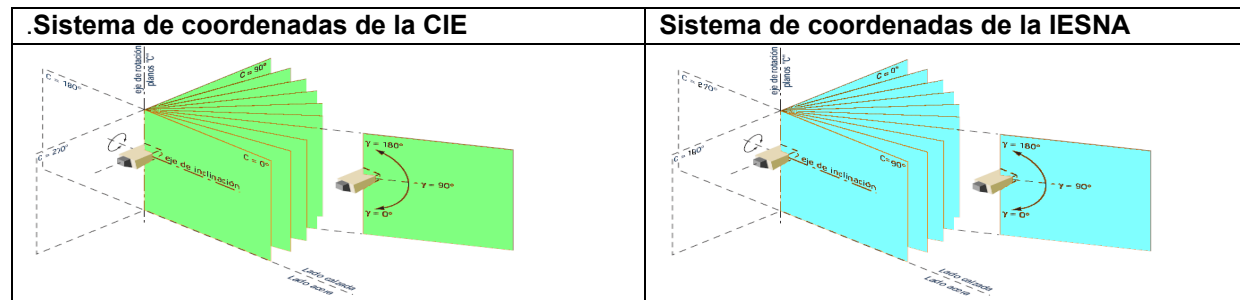 .Sistema de coordenadas de la CIE
Sistema de coordenadas de la IESNA
eje de rotación
planos "C"
C = 90°
C = 180°
C = 270°
C = 0°
eje de inclinación
γ = 180°
γ = 90°
γ = 0°
Lado calzada
Lado acera
eje de rotación
planos "C"
C = 0°
C = 270°
C = 180°
C= 90°
eje de inclinación
γ = 180°
γ = 90°
γ = 0°
Lado calzada
Lado acera